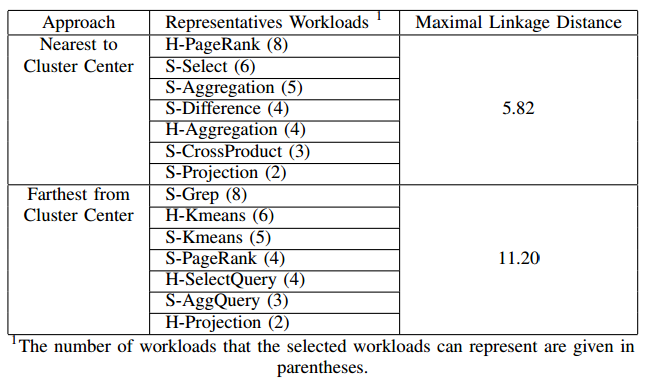 Approach Representatives Workloads 1 Maximal Linkage Distance
Nearest to Cluster Center
H-PageRank (8)
S-Select (6)
S-Aggregation (5)
S-Difference (4)
H-Aggregation (4)
S-CrossProduct (3)
S-Projection (2)
5.82
Farthest from Cluster Center
S-Grep (8)
H-Kmeans (6)
S-Kmeans (5)
S-PageRank (4)
H-SelectQuery (4)
S-AggQuery (3)
H-Projection (2)
11.20
1The number of workloads that the selected workloads can represent are given in
parentheses.